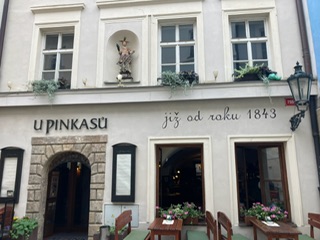 U PINKASŮ
již od roku 1843